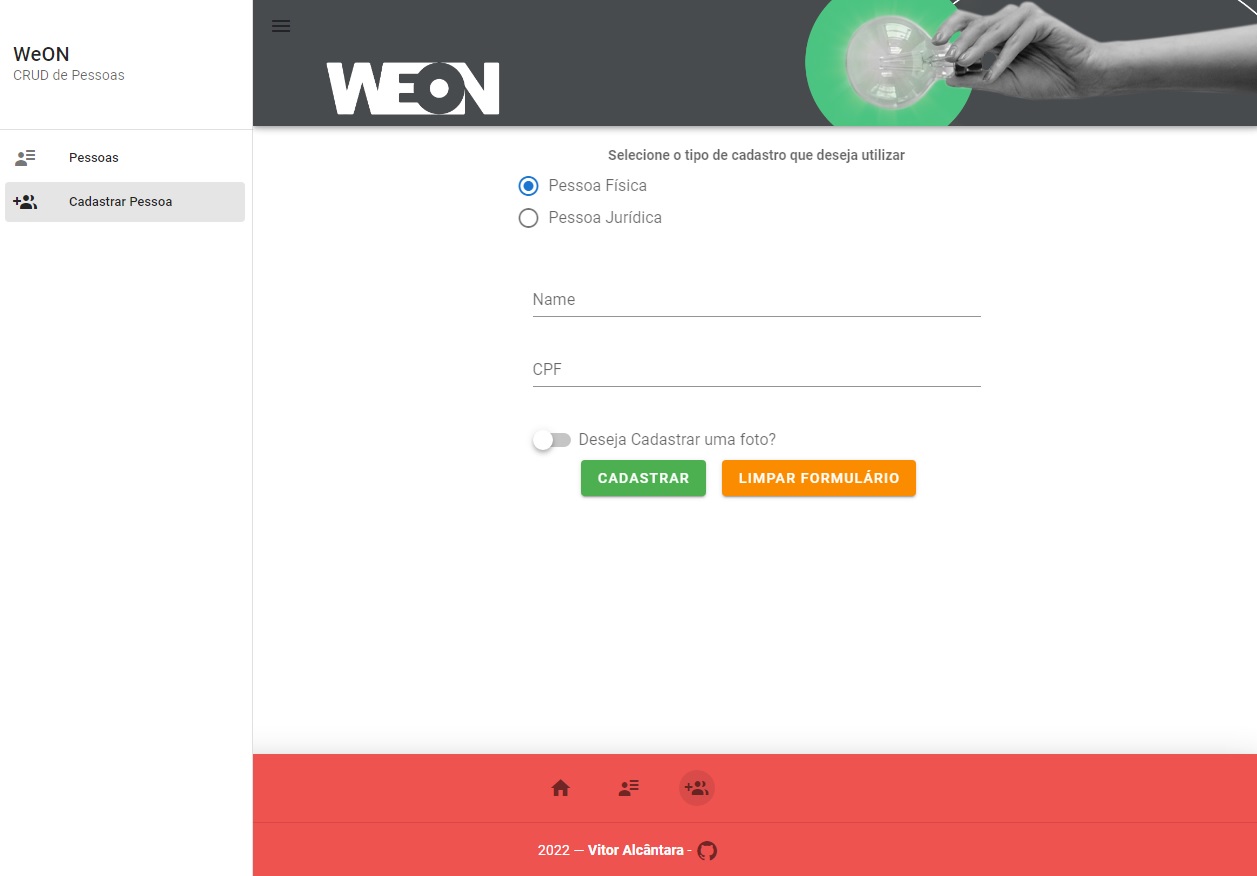 WeON
CRUD de Pessoas
Pessoas
Cadastrar Pessoa
WEON
Selecione o tipo de cadastro que deseja utilizar
Pessoa Física
Pessoa Jurídica
Name
CPF
Deseja Cadastrar uma foto?
CADASTRAR
LIMPAR FORMULÁRIO
2022 — Vitor Alcântara -